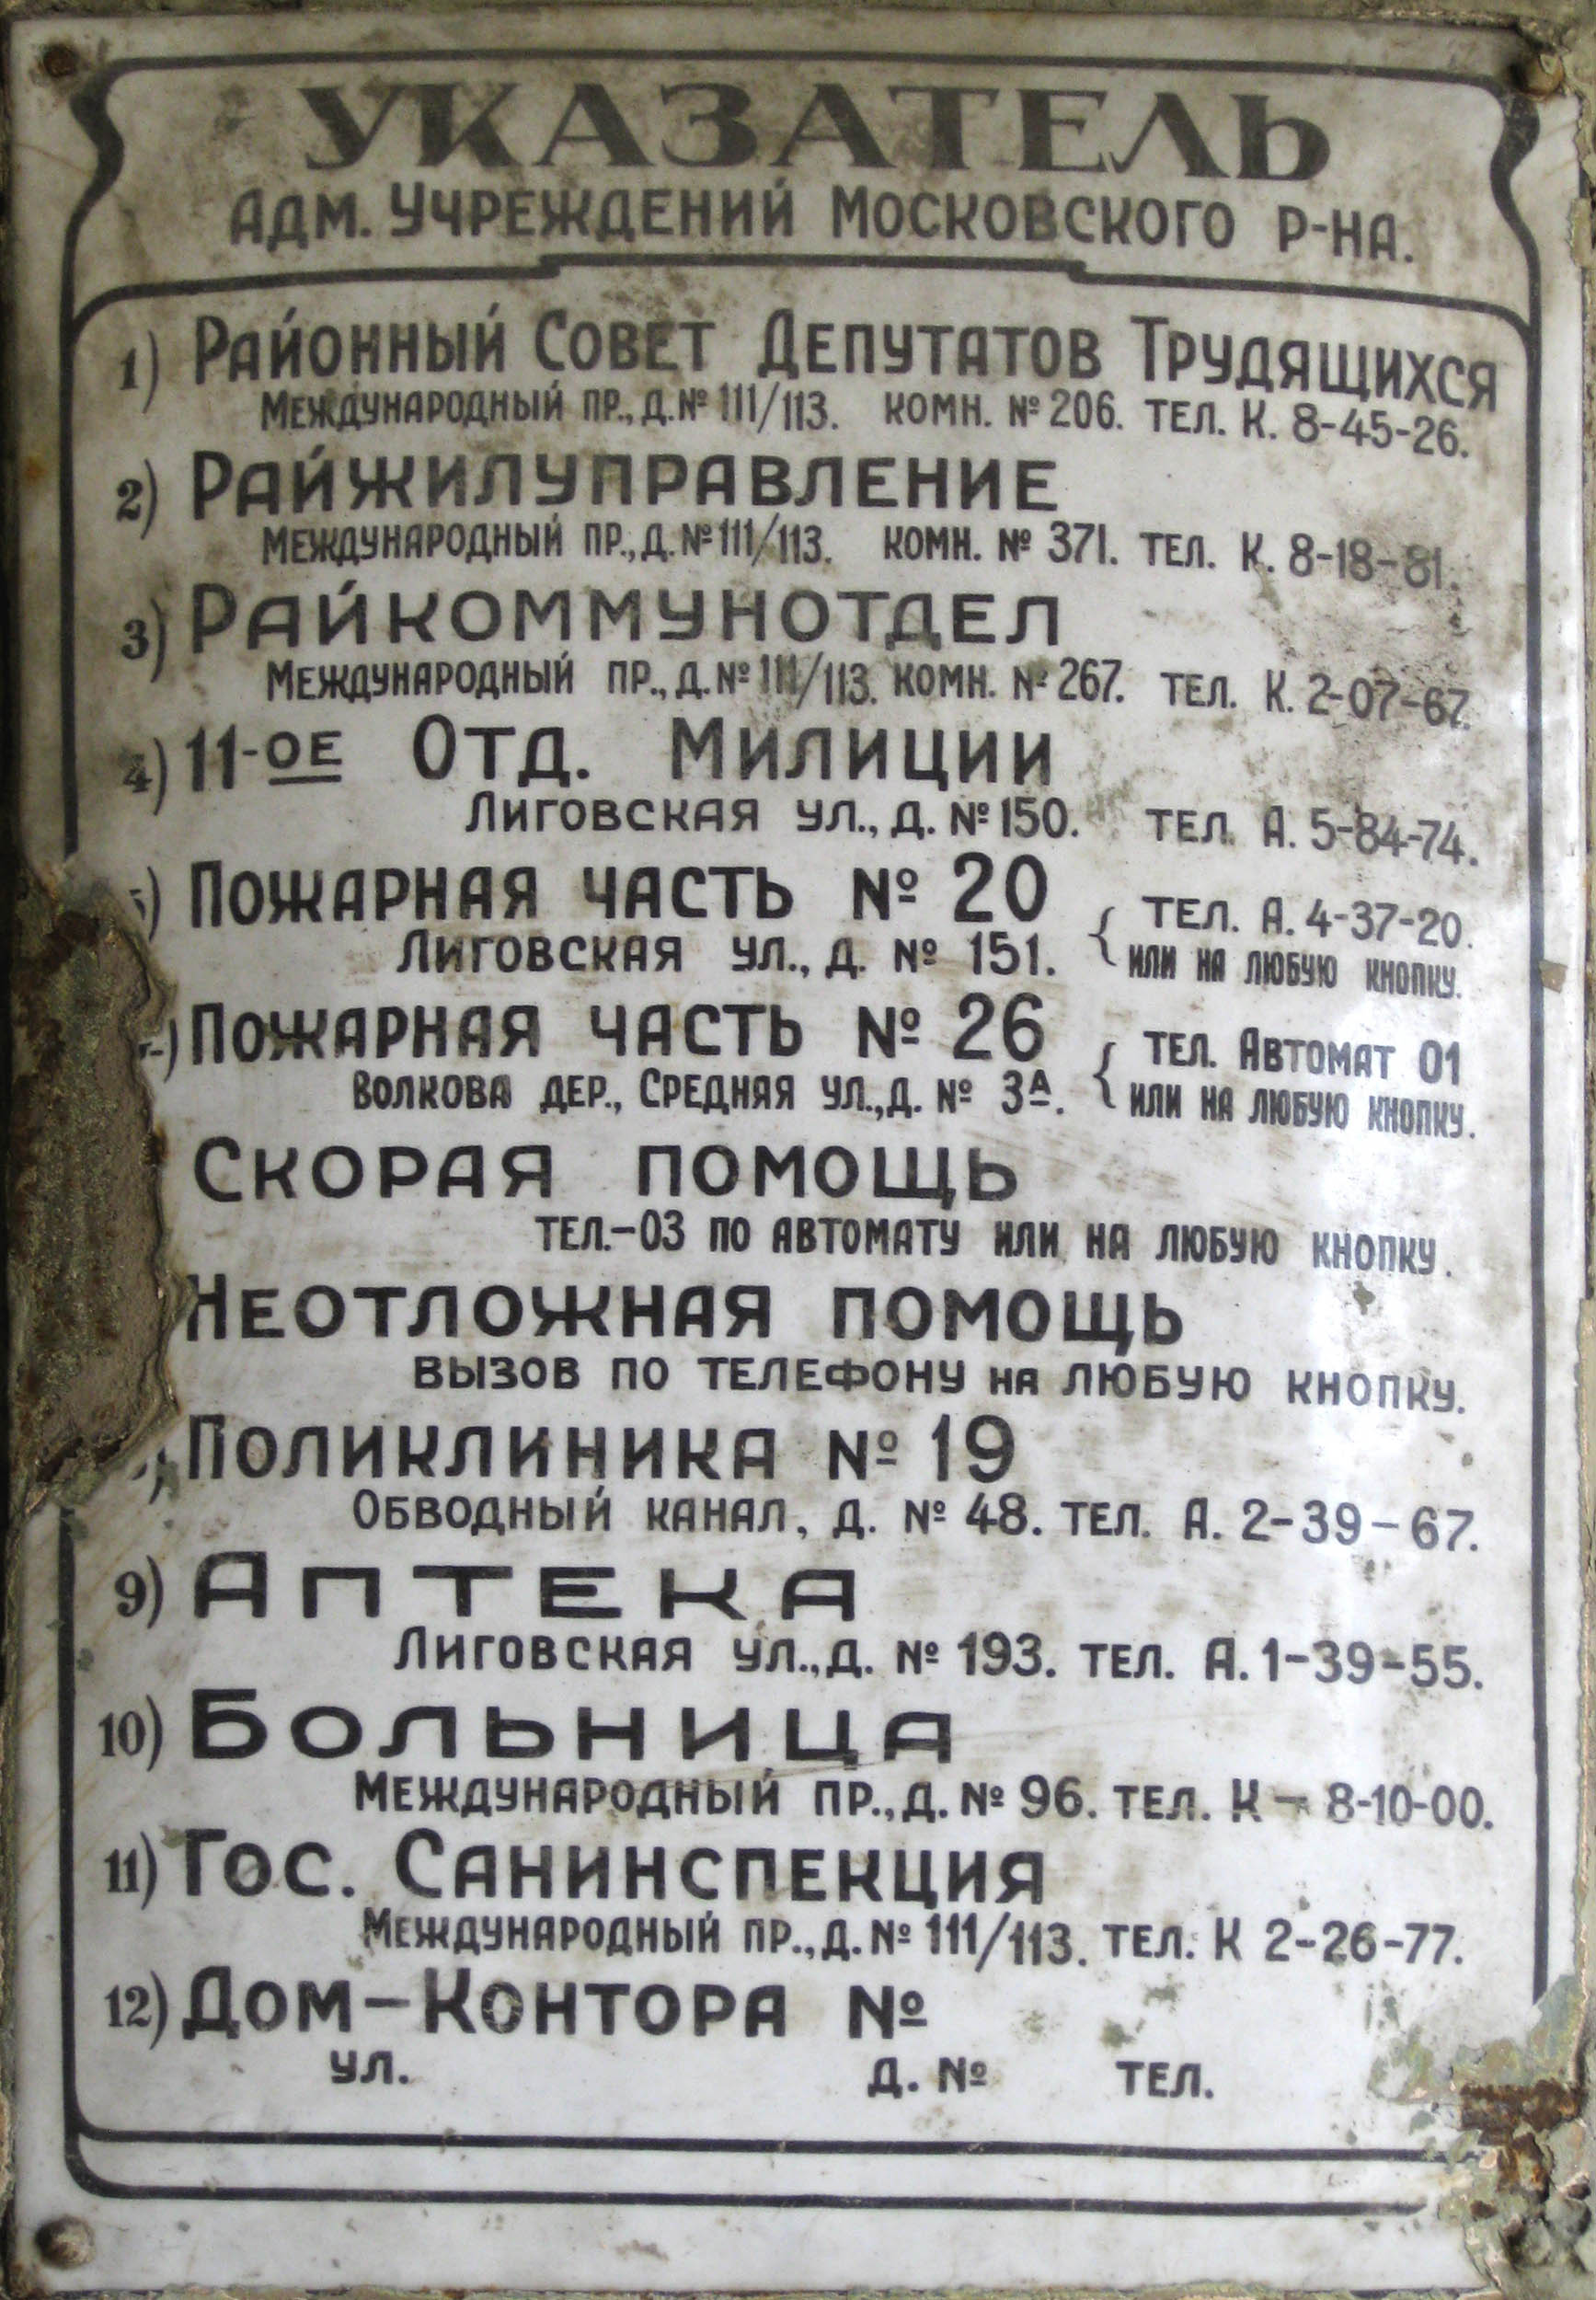 УКАЗАТЕЛЬ
АДМ. УЧРЕЖДЕНИЙ МОСКОВСКОГО Р-НА.
1) РАЙОННЫЙ СОВЕТ ДЕПУТАТОВ ТРУДЯЩИХСЯ
МЕЖДУНАРОДНЫЙ ПР., Д. № 111/113. КОМН. № 206. ТЕЛ. К. 8-45-26.
2) РАЙЖИЛУПРАВЛЕНИЕ
МЕЖДУНАРОДНЫЙ ПР., Д. № 111/113. КОМН. № 371. ТЕЛ. К. 8-18-81.
3) РАЙКОММУНОТДЕЛ
МЕЖДУНАРОДНЫЙ ПР., Д. № 111/113. КОМН. № 267. ТЕЛ. К. 2-07-67.
4) 11-ОЕ ОТД. МИЛИЦИИ
ЛИГОВСКАЯ УЛ., Д. № 150. ТЕЛ. А. 5-84-74.
ПОЖАРНАЯ ЧАСТЬ № 20
ЛИГОВСКАЯ УЛ., Д. № 151. { ТЕЛ. А. 4-37-20.
ИЛИ НА ЛЮБУЮ КНОПКУ.
ПОЖАРНАЯ ЧАСТЬ № 26
ВОЛКОВА ДЕР., СРЕДНЯЯ УЛ., Д. № 3А. { ТЕЛ. АВТОМАТ 01
ИЛИ НА ЛЮБУЮ КНОПКУ.
СКОРАЯ ПОМОЩЬ
ТЕЛ.-03 ПО АВТОМАТУ ИЛИ НА ЛЮБУЮ КНОПКУ.
НЕОТЛОЖНАЯ ПОМОЩЬ
ВЫЗОВ ПО ТЕЛЕФОНУ НА ЛЮБУЮ КНОПКУ.
ПОЛИКЛИНИКА № 19
ОБВОДНЫЙ КАНАЛ, Д. № 48. ТЕЛ. А. 2-39-67.
9) АПТЕКА
ЛИГОВСКАЯ УЛ., Д. № 193. ТЕЛ. А. 1-39-55.
10) БОЛЬНИЦА
МЕЖДУНАРОДНЫЙ ПР., Д. № 96. ТЕЛ. К - 8-10-00.
11) ГОС. САНИНСПЕКЦИЯ
МЕЖДУНАРОДНЫЙ ПР., Д. № 111/113. ТЕЛ. К 2-26-77.
12) ДОМ-КОНТОРА №
УЛ. Д. № ТЕЛ.